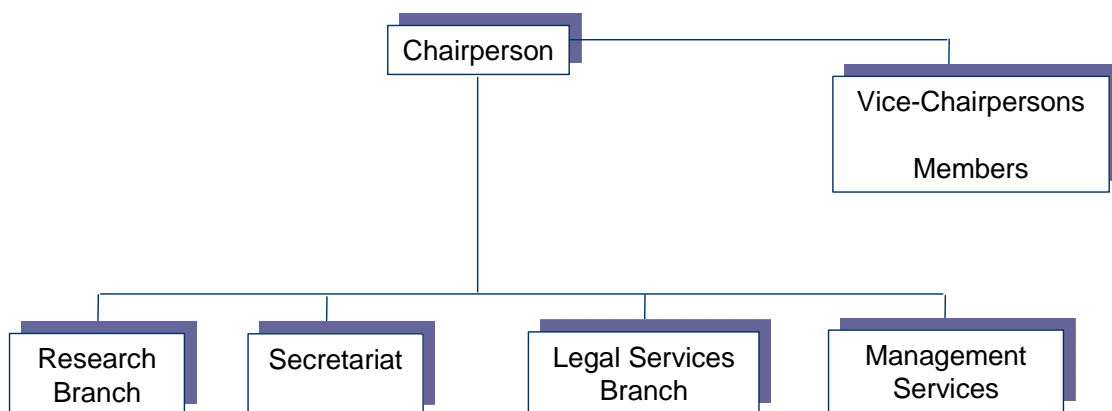 Chairperson
Vice-Chairpersons
Members
Research
Branch
Secretariat
Legal Services
Branch
Management
Services